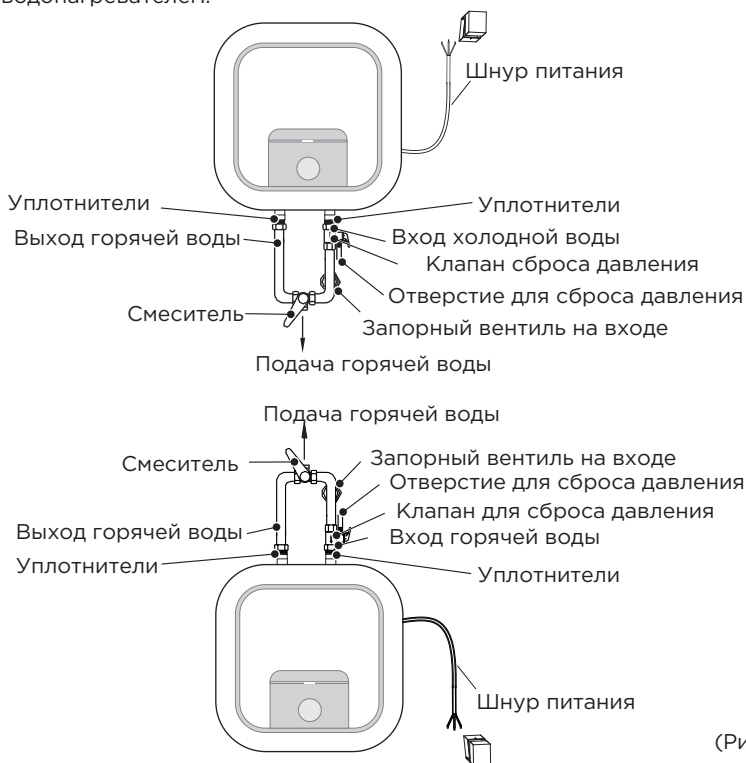 водонагревателем.
Шнур питания
Уплотнители
Уплотнители
Выход горячей воды
Вход холодной воды
Клапан сброса давления
Отверстие для сброса давления
Смеситель
Запорный вентиль на входе
Подача горячей воды
Подача горячей воды
Смеситель
Запорный вентиль на входе
Отверстие для сброса давления
Клапан для сброса давления
Выход горячей воды
Вход горячей воды
Уплотнители
Уплотнители
Шнур питания
(Ри